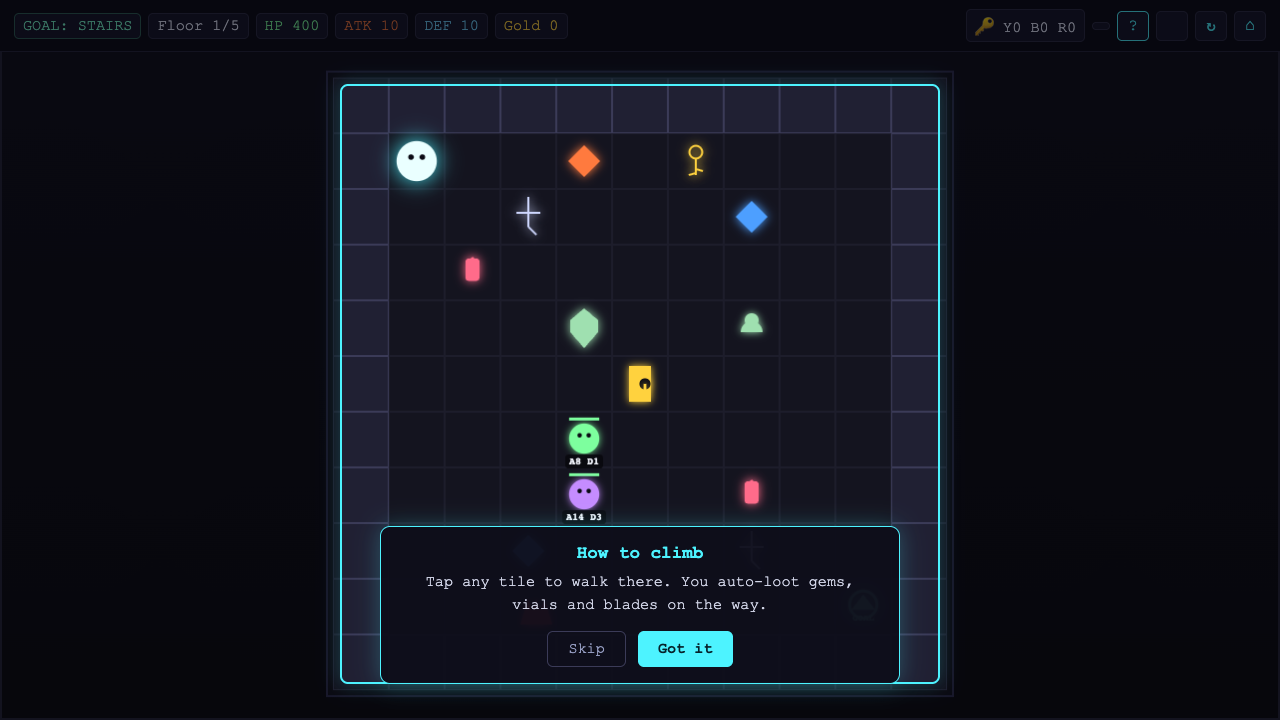 GOAL: STAIRS Floor 1/5 HP 400 ATK 10 DEF 10 Gold 0 Y0 B0 R0 ?
A8 D1
A14 D3
How to climb
Tap any tile to walk there. You auto-loot gems,
vials and blades on the way.
Skip Got it